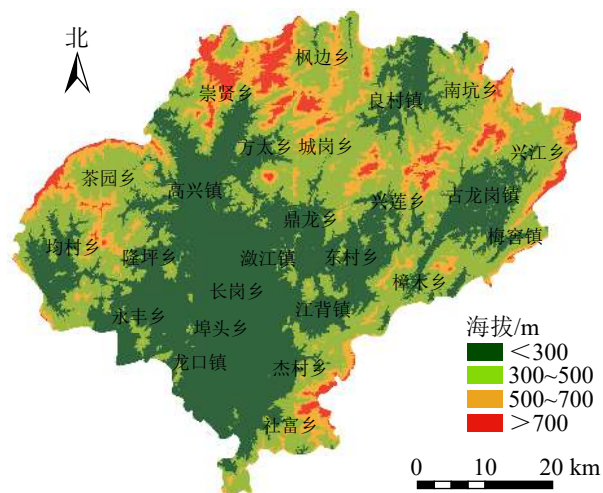 北
枫边乡
崇贤乡
南坑乡
良村镇
方太乡
城岗乡
兴江乡
茶园乡
高兴镇
兴莲乡
古龙岗镇
鼎龙乡
梅窖镇
均村乡
隆坪乡
潋江镇
东村乡
樟木乡
长岗乡
永丰乡
江背镇
埠头乡
龙口镇
杰村乡
社富乡
海拔/m
＜300
300~500
500~700
＞700
0 10 20 km